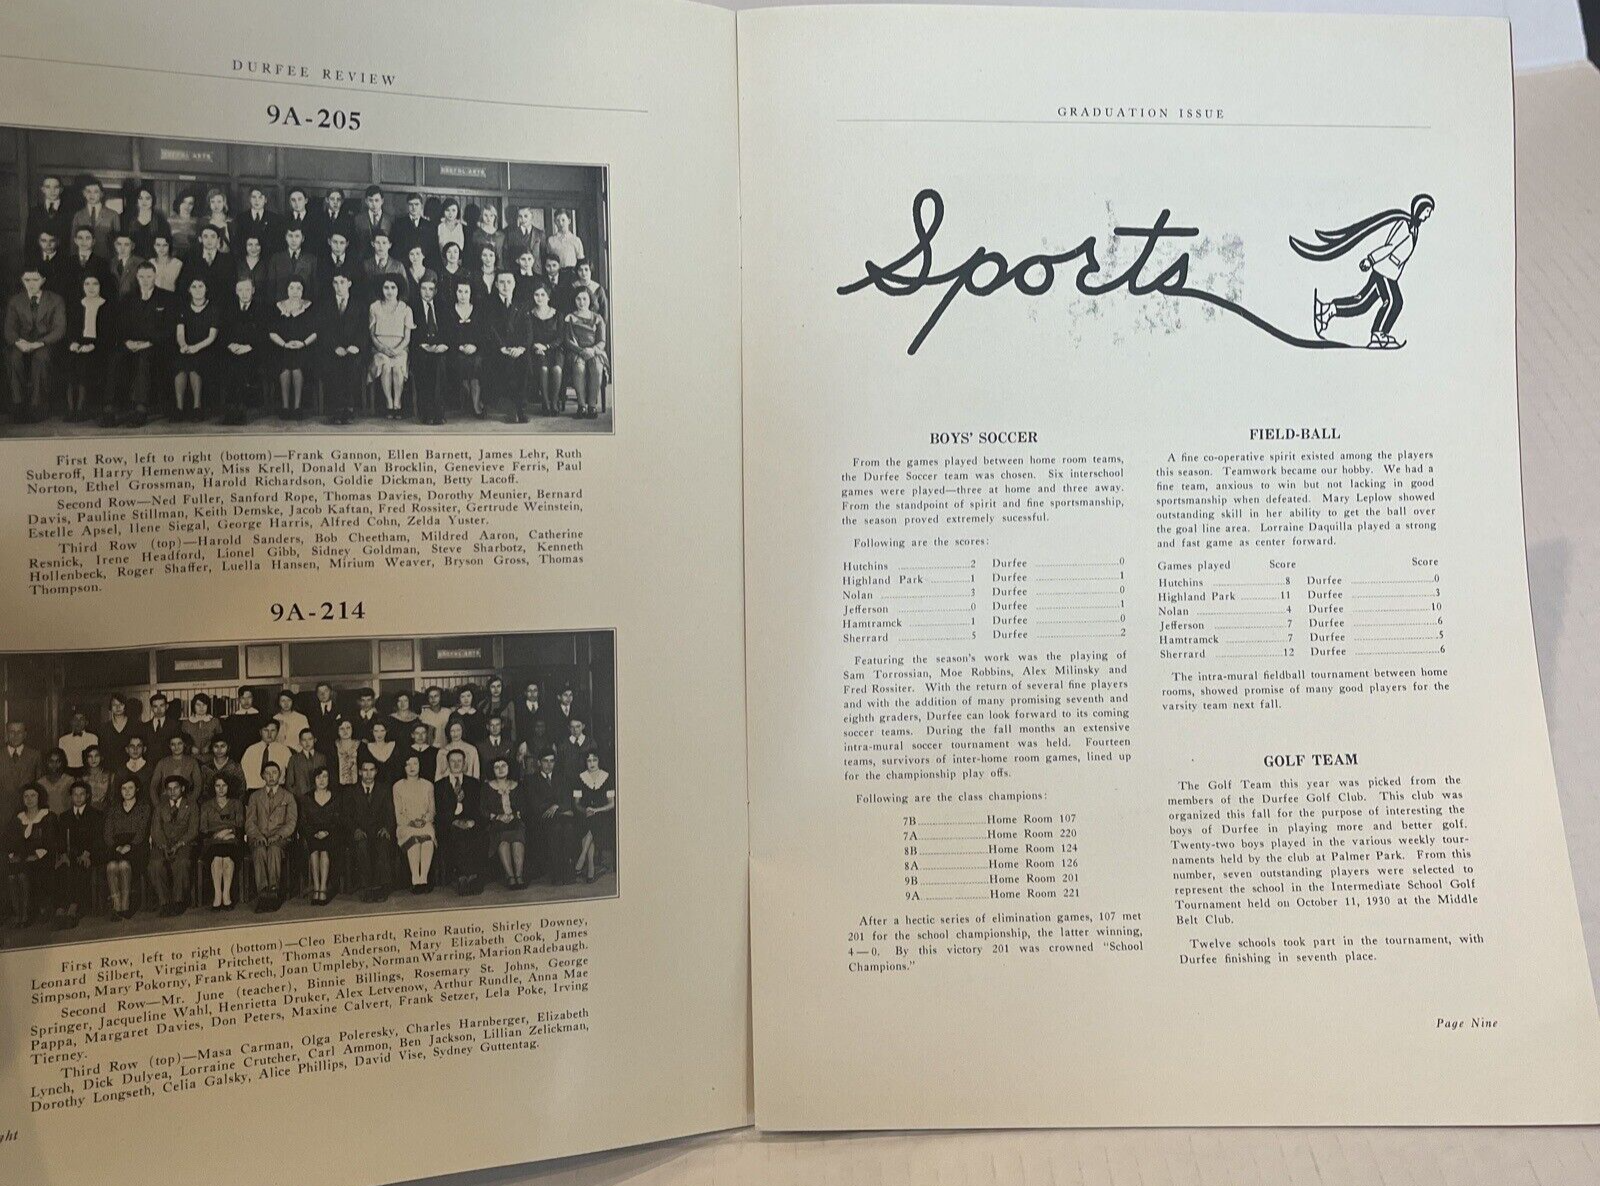 DURFEE REVIEW
9A-205
USEFUL ARTS
USEFUL ARTS
First Row, left to right (bottom)—Frank Gannon, Ellen Barnett, James Lehr, Ruth
Suberoff, Harry Hemenway, Miss Krell, Donald Van Brocklin, Genevieve Ferris, Paul
Norton, Ethel Grossman, Harold Richardson, Goldie Dickman, Betty Lacoff.
Second Row—Ned Fuller, Sanford Rope, Thomas Davies, Dorothy Meunier, Bernard
Davis, Pauline Stillman, Keith Demske, Jacob Kaftan, Fred Rossiter, Gertrude Weinstein,
Estelle Apsel, Ilene Siegal, George Harris, Alfred Cohn, Zelda Yuster.
Third Row (top)—Harold Sanders, Bob Cheetham, Mildred Aaron, Catherine
Resnick, Irene Headford, Lionel Gibb, Sidney Goldman, Steve Sharbotz, Kenneth
Hollenbeck, Roger Shaffer, Luella Hansen, Mirium Weaver, Bryson Gross, Thomas
Thompson.
9A-214
USEFUL ARTS
First Row, left to right (bottom)—Cleo Eberhardt, Reino Rautio, Shirley Downey,
Leonard Silbert, Virginia Pritchett, Thomas Anderson, Mary Elizabeth Cook, James
Simpson, Mary Pokorny, Frank Krech, Joan Umpleby, Norman Warring, Marion Radebaugh.
Second Row—Mr. June (teacher), Binnie Billings, Rosemary St. Johns, George
Springer, Jacqueline Wahl, Henrietta Druker, Alex Letvenow, Arthur Rundle, Anna Mae
Pappa, Margaret Davies, Don Peters, Maxine Calvert, Frank Setzer, Lela Poke, Irving
Tierney.
Third Row (top)—Masa Carman, Olga Poleresky, Charles Harnberger, Elizabeth
Lynch, Dick Dulyea, Lorraine Crutcher, Carl Ammon, Ben Jackson, Lillian Zelickman,
Dorothy Longseth, Celia Galsky, Alice Phillips, David Vise, Sydney Guttentag.
GRADUATION ISSUE
Sports
BOYS' SOCCER
From the games played between home room teams,
the Durfee Soccer team was chosen. Six interschool
games were played—three at home and three away.
From the standpoint of spirit and fine sportsmanship,
the season proved extremely sucessful.
Following are the scores:
Hutchins 2 Durfee 0
Highland Park 1 Durfee 1
Nolan 3 Durfee 0
Jefferson 0 Durfee 1
Hamtramck 1 Durfee 0
Sherrard 5 Durfee 2
Featuring the season's work was the playing of
Sam Torrossian, Moe Robbins, Alex Milinsky and
Fred Rossiter. With the return of several fine players
and with the addition of many promising seventh and
eighth graders, Durfee can look forward to its coming
soccer teams. During the fall months an extensive
intra-mural soccer tournament was held. Fourteen
teams, survivors of inter-home room games, lined up
for the championship play offs.
Following are the class champions:
7B Home Room 107
7A Home Room 220
8B Home Room 124
8A Home Room 126
9B Home Room 201
9A Home Room 221
After a hectic series of elimination games, 107 met
201 for the school championship, the latter winning,
4—0. By this victory 201 was crowned "School
Champions."
FIELD-BALL
A fine co-operative spirit existed among the players
this season. Teamwork became our hobby. We had a
fine team, anxious to win but not lacking in good
sportsmanship when defeated. Mary Leplow showed
outstanding skill in her ability to get the ball over
the goal line area. Lorraine Daquilla played a strong
and fast game as center forward.
Games played Score Score
Hutchins 8 Durfee 0
Highland Park 11 Durfee 3
Nolan 4 Durfee 10
Jefferson 7 Durfee 6
Hamtramck 7 Durfee 5
Sherrard 12 Durfee 6
The intra-mural fieldball tournament between home
rooms, showed promise of many good players for the
varsity team next fall.
GOLF TEAM
The Golf Team this year was picked from the
members of the Durfee Golf Club. This club was
organized this fall for the purpose of interesting the
boys of Durfee in playing more and better golf.
Twenty-two boys played in the various weekly tour-
naments held by the club at Palmer Park. From this
number, seven outstanding players were selected to
represent the school in the Intermediate School Golf
Tournament held on October 11, 1930 at the Middle
Belt Club.
Twelve schools took part in the tournament, with
Durfee finishing in seventh place.
Page Nine